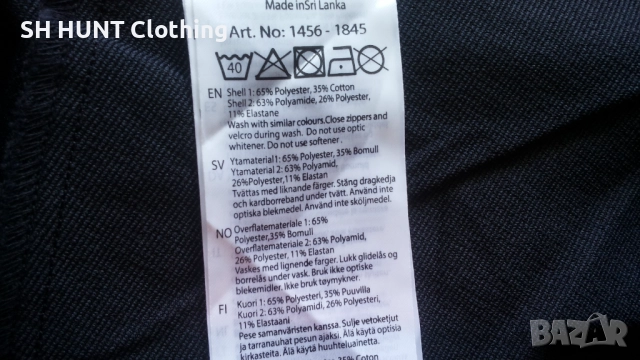 SH HUNT Clothing
Made inSri Lanka
Art. No: 1456 - 1845
40
EN Shell 1: 65% Polyester, 35% Cotton
Shell 2: 63% Polyamide, 26% Polyester,
11% Elastane
Wash with similar colours.Close zippers and
velcro during wash. Do not use optic
whitener. Do not use softener.
SV Ytamaterial1: 65% Polyester, 35% Bomull
Ytamaterial 2: 63% Polyamid,
26%Polyester,11% Elastan
Tvättas med liknande färger. Stäng dragkedja
och kardborreband under tvätt. Använd inte
optiska blekmedel. Använd inte sköljmedel.
NO Overflatemateriale 1: 65%
Polyester,35% Bomuli
Overflatemateriale 2: 63% Polyamid,
26% Polyester, 11% Elastan
Vaskes med lignende farger. Lukk glidelås og
borrelås under vask. Bruk ikke optiske
blekemidler. Ikke bruk tøymykner.
FI Kuori 1: 65% Polyesteri, 35% Puuvilla
Kuori 2: 63% Polyamidi, 26% Polyesteri,
11% Elastaani
Pese samanväristen kanssa. Sulje vetoketjut
ja tarranauhat pesun ajaksi. Älä käytä optisia
kirkasteita. Älä käytä huuhteluainetta.
35% Cotton
BAZAR